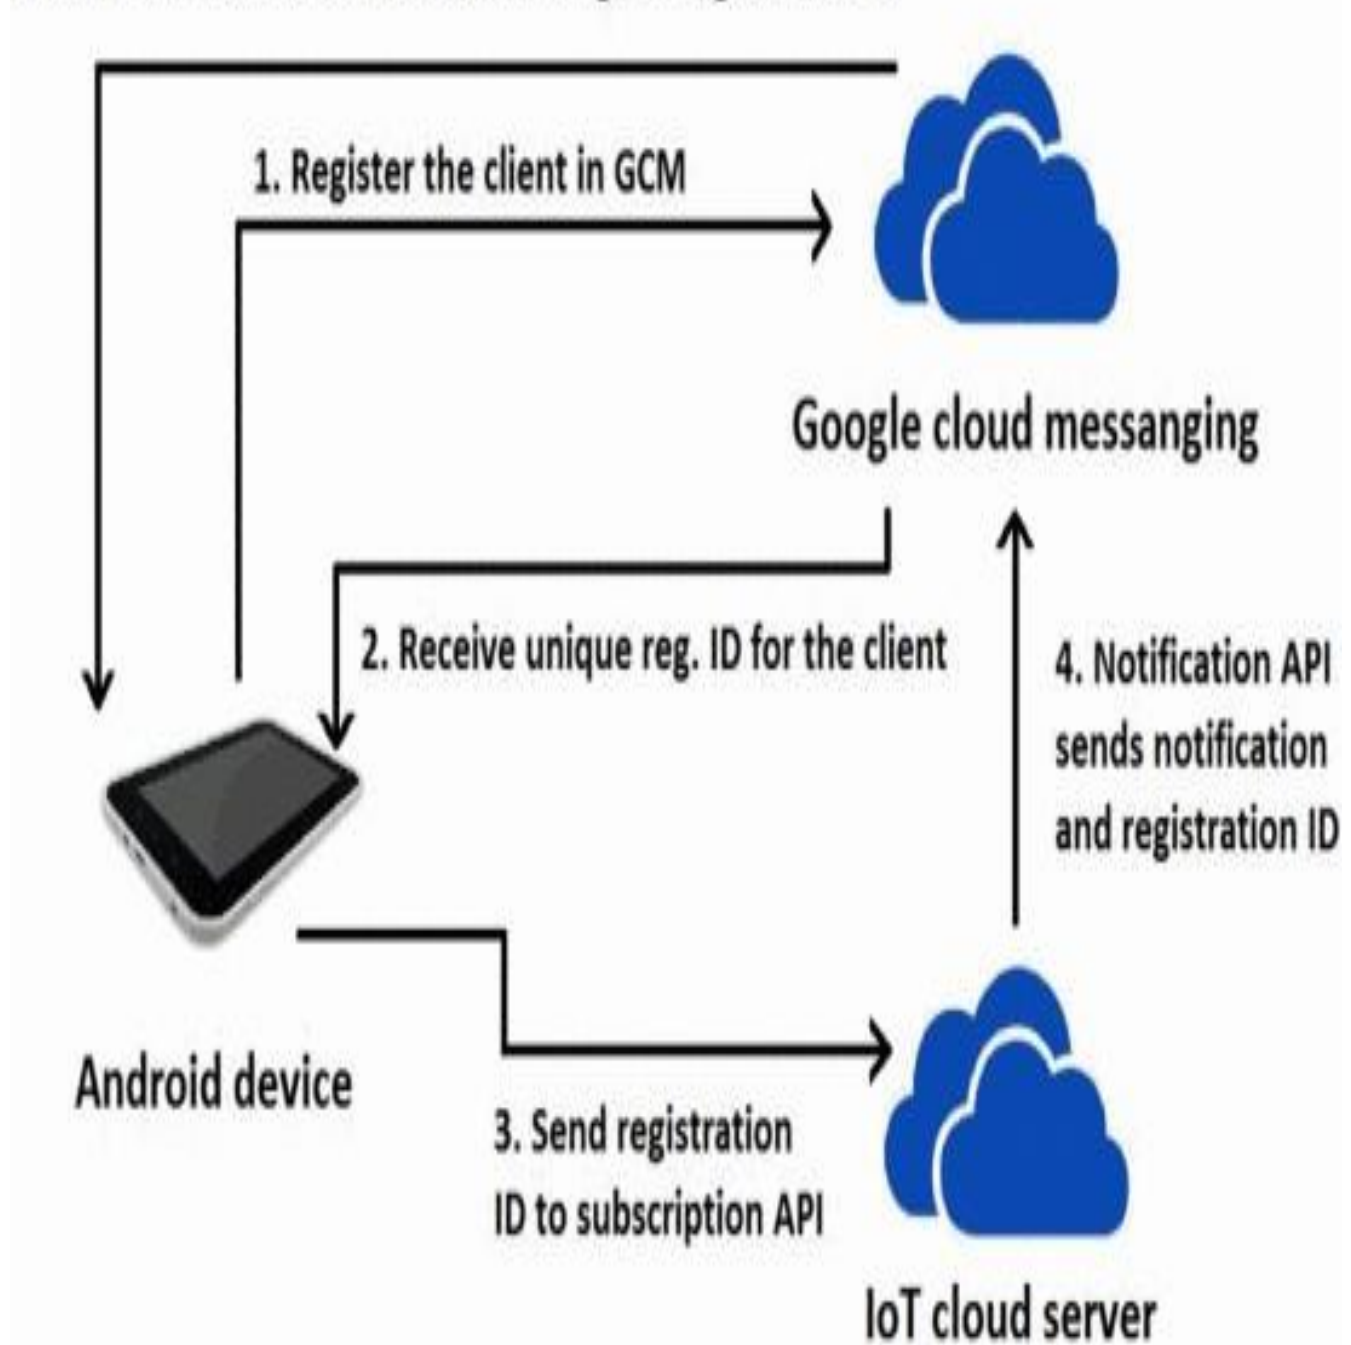 1. Register the client in GCM
Google cloud messanging
2. Receive unique reg. ID for the client
4. Notification API
sends notification
and registration ID
Android device
3. Send registration
ID to subscription API
IoT cloud server